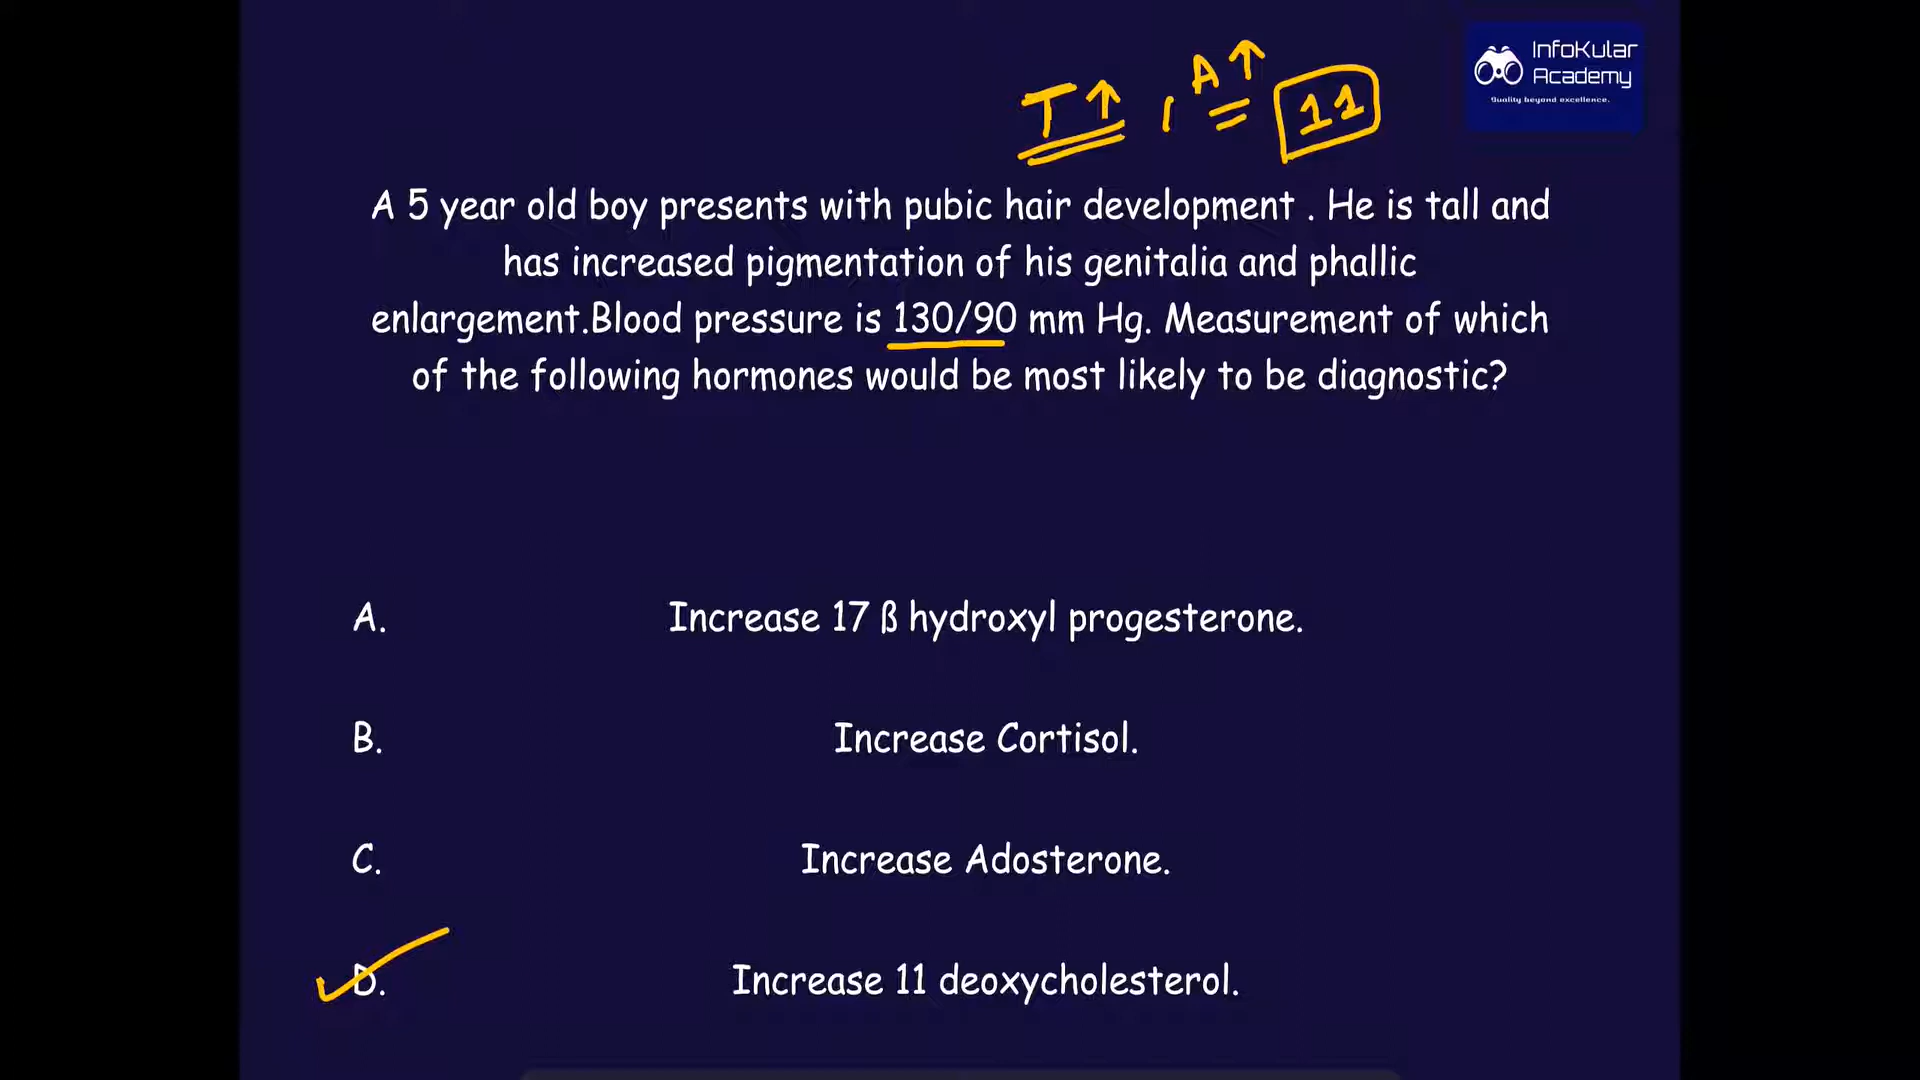 InfoKular
Academy
Quality beyond excellence.
T↑ , A↑ 11
A 5 year old boy presents with pubic hair development . He is tall and
has increased pigmentation of his genitalia and phallic
enlargement.Blood pressure is 130/90 mm Hg. Measurement of which
of the following hormones would be most likely to be diagnostic?
A. Increase 17 ß hydroxyl progesterone.
B. Increase Cortisol.
C. Increase Adosterone.
D. Increase 11 deoxycholesterol.